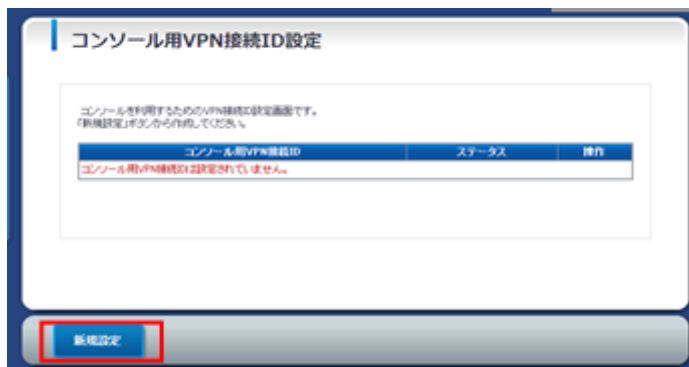 コンソール用VPN接続ID設定
コンソールを利用するためのVPN接続ID設定画面です。
「新規設定」ボタンから作成してください。
コンソール用VPN接続ID ステータス 操作
コンソール用VPN接続IDは設定されていません。
新規設定